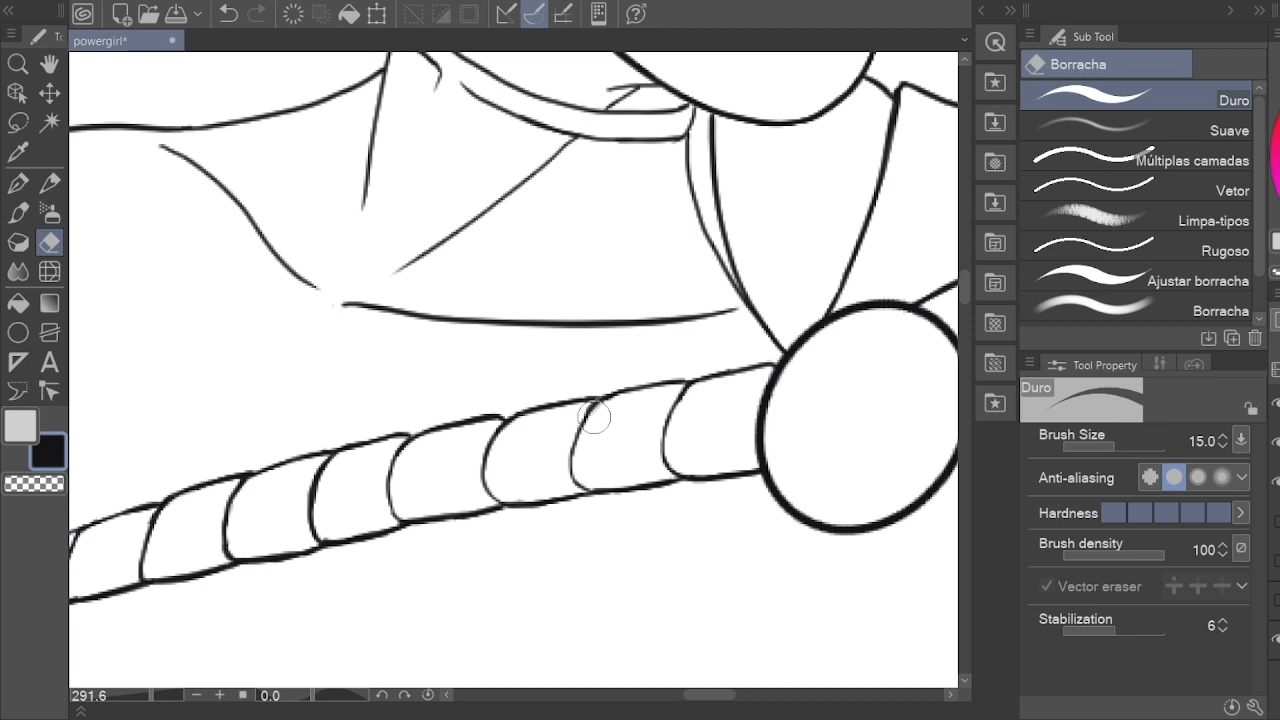 powergirl*
To
Sub Tool
Borracha
Duro
Suave
Múltiplas camadas
Vetor
Limpa-tipos
Rugoso
Ajustar borracha
Borracha
Tool Property
Duro
Brush Size 15.0
Anti-aliasing
Hardness
Brush density 100
Vector eraser
Stabilization 6
291.6 0.0